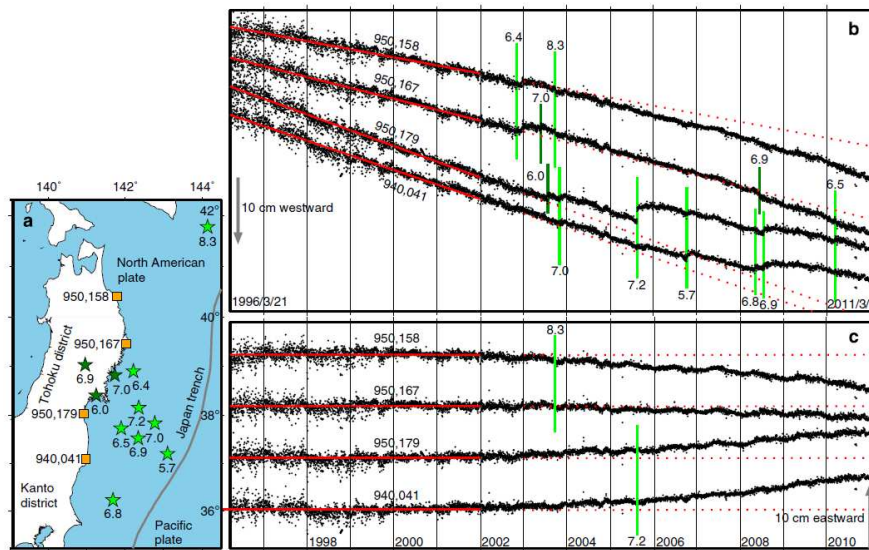 140° 142° 144°
a
42°
8.3
North American
plate
950,158
40°
950,167
Tohoku district
6.9
7.0
6.4
6.0
Japan trench
950,179
38°
7.2
6.5
7.0
6.9
5.7
940,041
Kanto
district
6.8
36°
Pacific
plate
b
950,158
6.4
8.3
950,167
7.0
950,179
6.0
6.9
6.5
940,041
10 cm westward
7.0
7.2
5.7
6.8
6.9
1996/3/21
2011/3/
c
8.3
950,158
950,167
950,179
940,041
10 cm eastward
1998 2000 2002 2004 2006 2008 2010
7.2